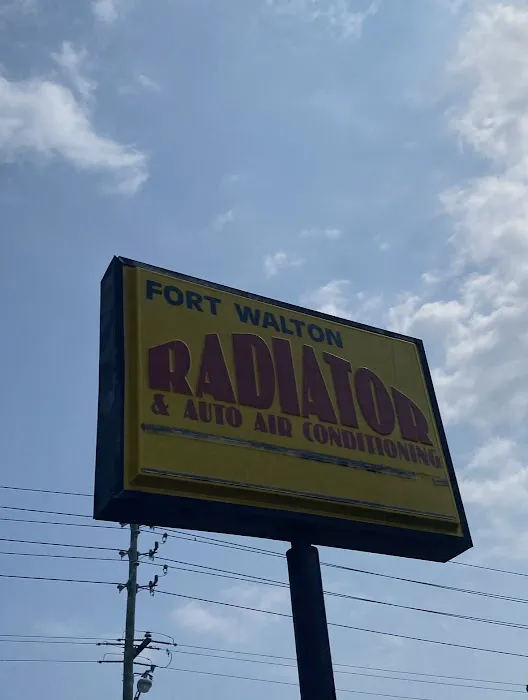 FORT WALTON
RADIATOR
& AUTO AIR CONDITIONING